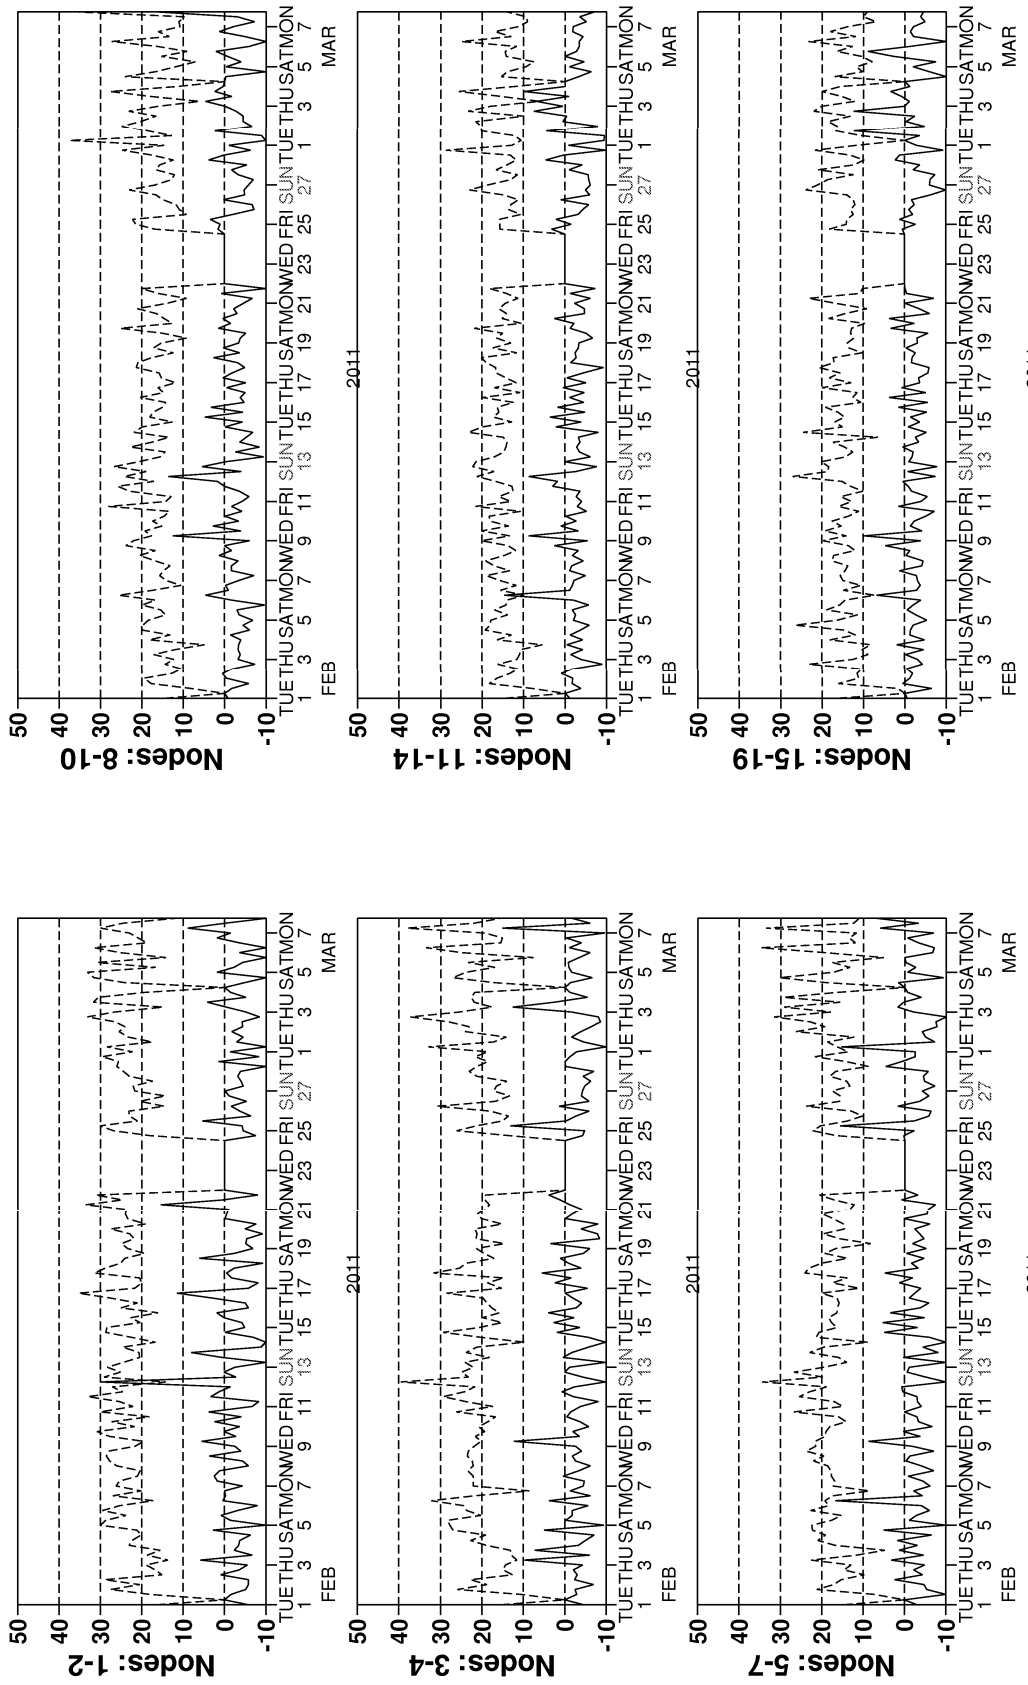 Nodes: 1-2
50
40
30
20
10
0
-10
TUE THU SAT MON WED FRI SUN TUE THU SAT MON WED FRI SUN TUE THU SAT MON
1 3 5 7 9 11 13 15 17 19 21 23 25 27 1 3 5 7
FEB MAR
2011
Nodes: 8-10
50
40
30
20
10
0
-10
TUE THU SAT MON WED FRI SUN TUE THU SAT MON WED FRI SUN TUE THU SAT MON
1 3 5 7 9 11 13 15 17 19 21 23 25 27 1 3 5 7
FEB MAR
2011
Nodes: 3-4
50
40
30
20
10
0
-10
TUE THU SAT MON WED FRI SUN TUE THU SAT MON WED FRI SUN TUE THU SAT MON
1 3 5 7 9 11 13 15 17 19 21 23 25 27 1 3 5 7
FEB MAR
2011
Nodes: 11-14
50
40
30
20
10
0
-10
TUE THU SAT MON WED FRI SUN TUE THU SAT MON WED FRI SUN TUE THU SAT MON
1 3 5 7 9 11 13 15 17 19 21 23 25 27 1 3 5 7
FEB MAR
2011
Nodes: 5-7
50
40
30
20
10
0
-10
TUE THU SAT MON WED FRI SUN TUE THU SAT MON WED FRI SUN TUE THU SAT MON
1 3 5 7 9 11 13 15 17 19 21 23 25 27 1 3 5 7
FEB MAR
Nodes: 15-19
50
40
30
20
10
0
-10
TUE THU SAT MON WED FRI SUN TUE THU SAT MON WED FRI SUN TUE THU SAT MON
1 3 5 7 9 11 13 15 17 19 21 23 25 27 1 3 5 7
FEB MAR